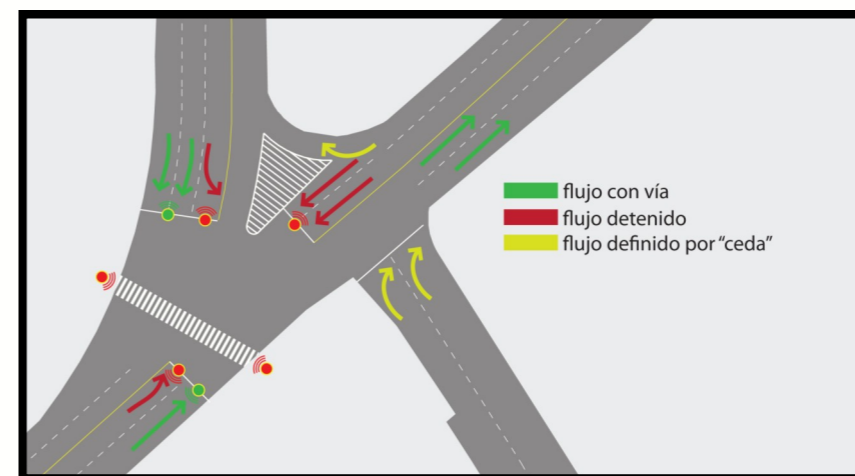 flujo con vía
flujo detenido
flujo definido por “ceda”